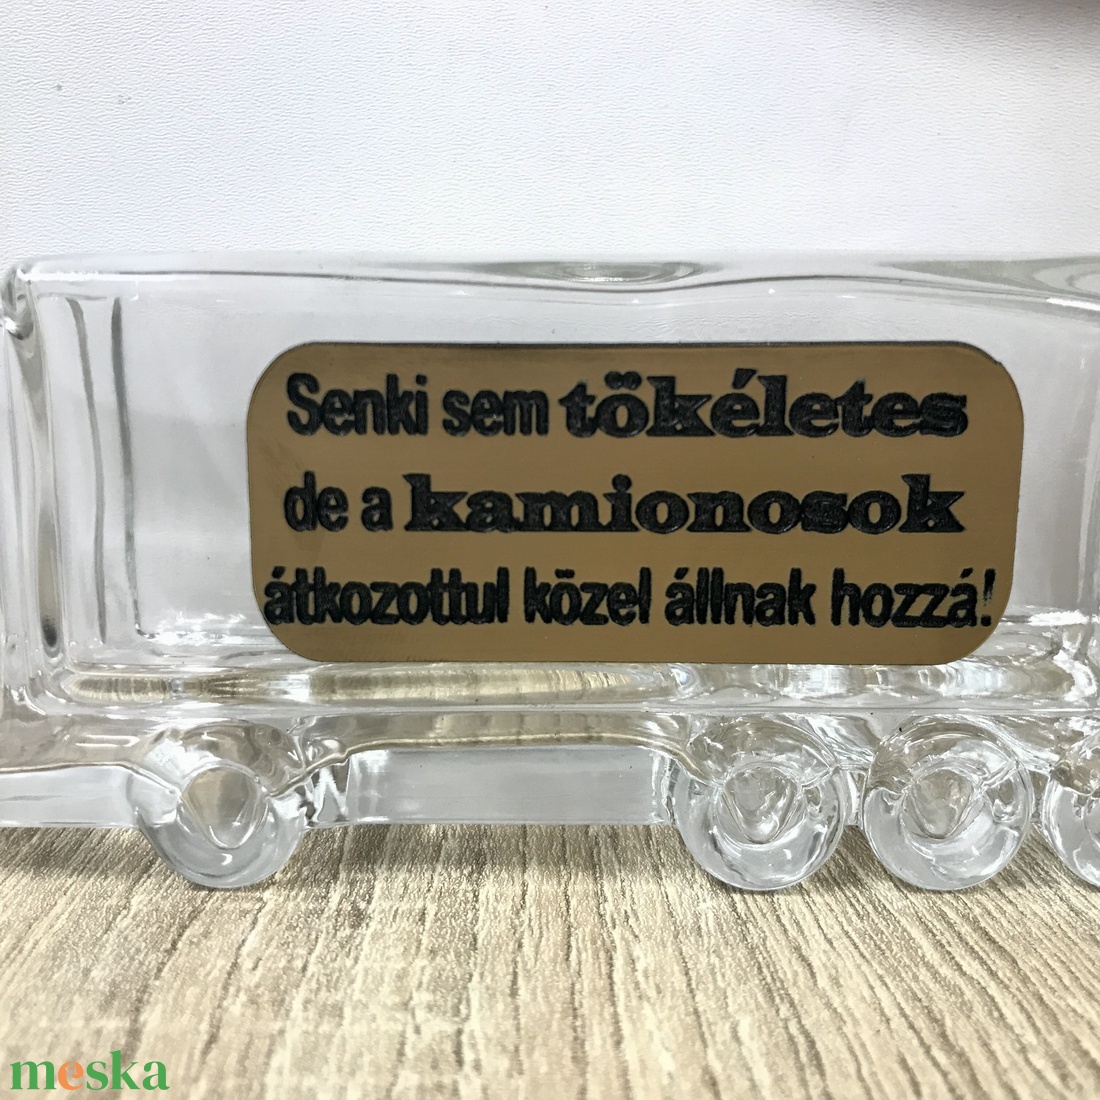 Senki sem tökéletes
de a kamionosok
átkozottul közel állnak hozzá!
meska